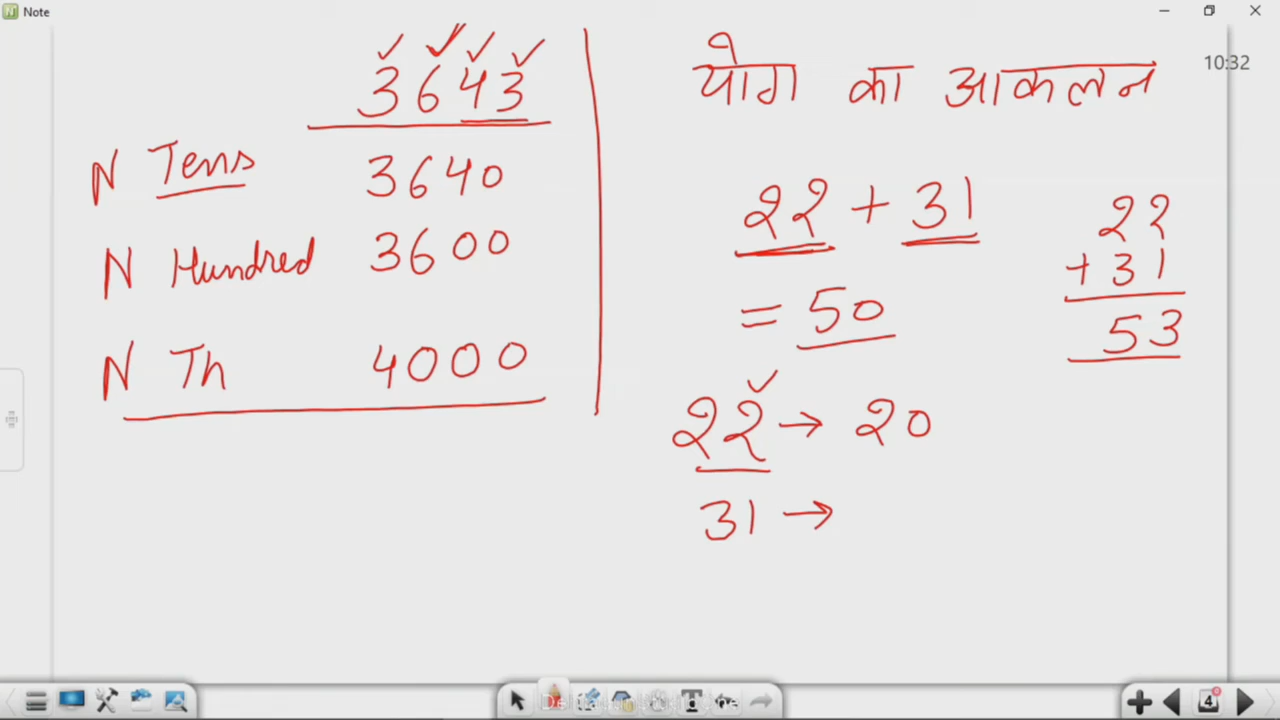 Note
3643
N Tens 3640
N Hundred 3600
N Th 4000
योग का आकलन
10:32
22 + 31
= 50
22 → 20
31 →
22
+ 31
53
4